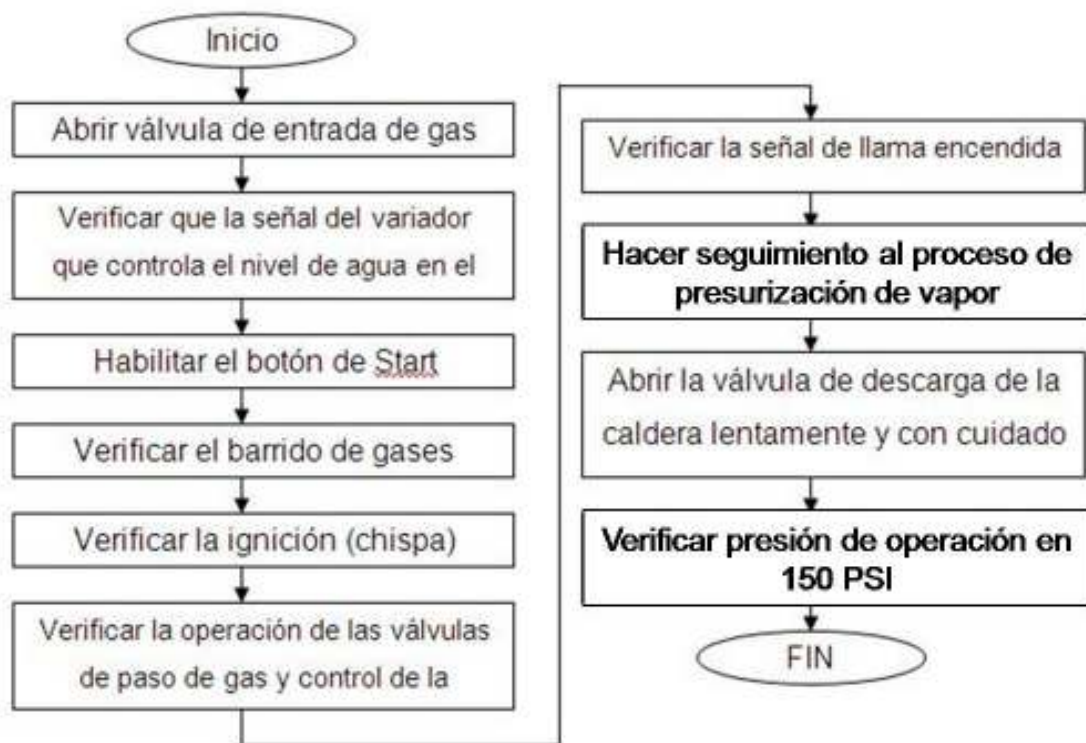 Inicio
Abrir válvula de entrada de gas
Verificar que la señal del variador
que controla el nivel de agua en el
Habilitar el botón de Start
Verificar el barrido de gases
Verificar la ignición (chispa)
Verificar la operación de las válvulas
de paso de gas y control de la
Verificar la señal de llama encendida
Hacer seguimiento al proceso de
presurización de vapor
Abrir la válvula de descarga de la
caldera lentamente y con cuidado
Verificar presión de operación en
150 PSI
FIN